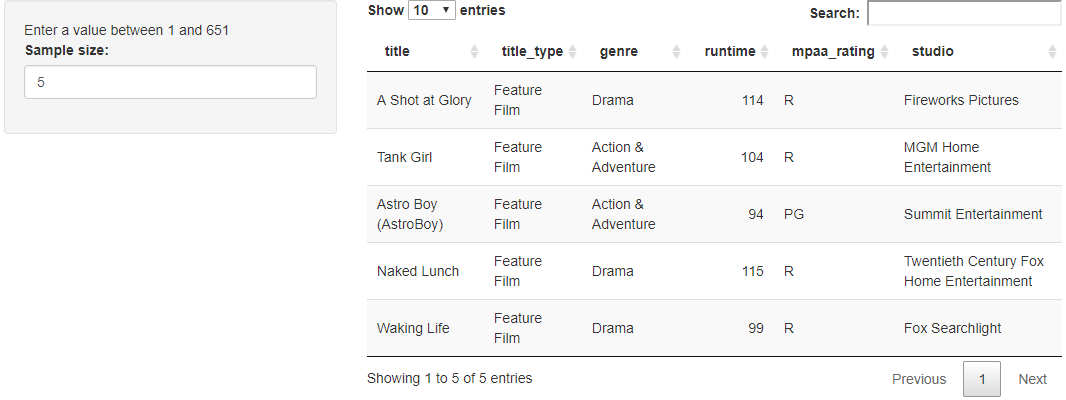 Enter a value between 1 and 651
Sample size:
5
Show 10 entries
Search:
title title_type genre runtime mpaa_rating studio
A Shot at Glory Feature Film Drama 114 R Fireworks Pictures
Tank Girl Feature Film Action & Adventure 104 R MGM Home Entertainment
Astro Boy (AstroBoy) Feature Film Action & Adventure 94 PG Summit Entertainment
Naked Lunch Feature Film Drama 115 R Twentieth Century Fox Home Entertainment
Waking Life Feature Film Drama 99 R Fox Searchlight
Showing 1 to 5 of 5 entries
Previous 1 Next